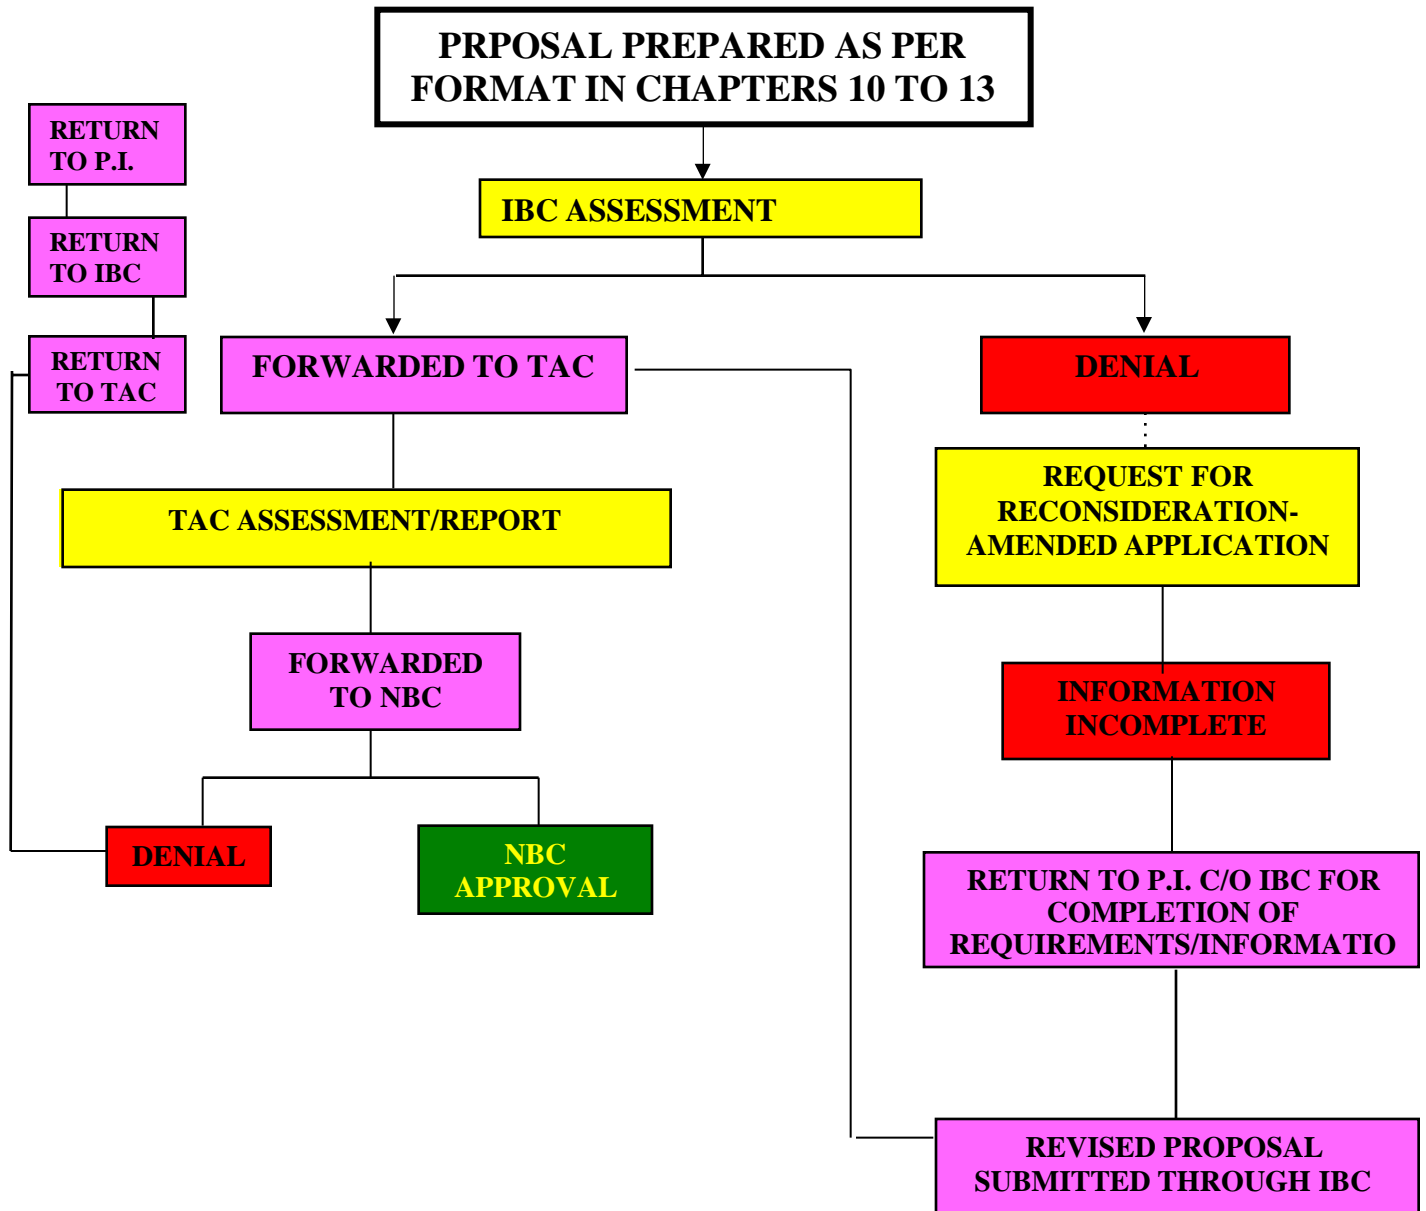 PRPOSAL PREPARED AS PER
FORMAT IN CHAPTERS 10 TO 13
RETURN
TO P.I.
IBC ASSESSMENT
RETURN
TO IBC
RETURN
TO TAC
FORWARDED TO TAC
DENIAL
REQUEST FOR
RECONSIDERATION-
AMENDED APPLICATION
TAC ASSESSMENT/REPORT
FORWARDED
TO NBC
INFORMATION
INCOMPLETE
DENIAL
NBC
APPROVAL
RETURN TO P.I. C/O IBC FOR
COMPLETION OF
REQUIREMENTS/INFORMATIO
REVISED PROPOSAL
SUBMITTED THROUGH IBC